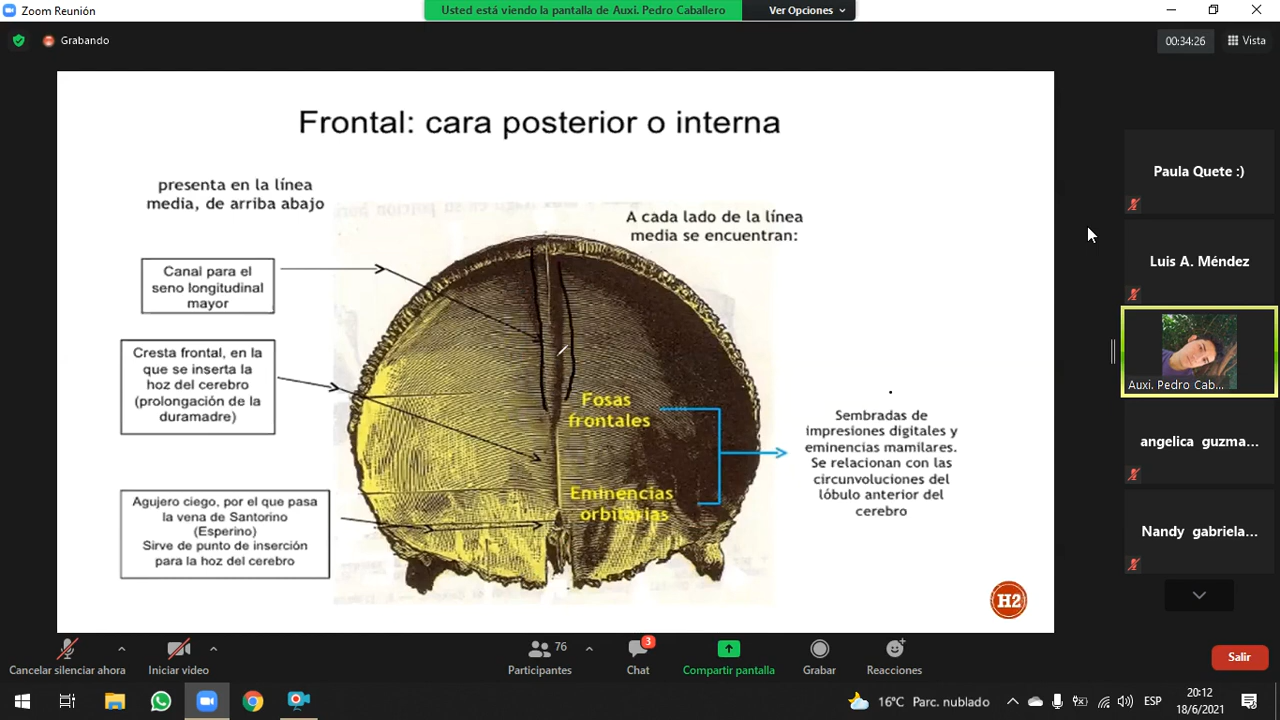 Zoom Reunión
Usted está viendo la pantalla de Auxi. Pedro Caballero
Ver Opciones
Grabando
00:34:26
Vista
Frontal: cara posterior o interna
presenta en la línea
media, de arriba abajo
A cada lado de la línea
media se encuentran:
Canal para el
seno longitudinal
mayor
Cresta frontal, en la
que se inserta la
hoz del cerebro
(prolongación de la
duramadre)
Agujero ciego, por el que pasa
la vena de Santorino
(Esperino)
Sirve de punto de inserción
para la hoz del cerebro
Fosas
frontales
Eminencias
orbitarias
Sembradas de
impresiones digitales y
eminencias mamilares.
Se relacionan con las
circunvoluciones del
lóbulo anterior del
cerebro
H2
Paula Quete :)
Luis A. Méndez
Auxi. Pedro Cab...
angelica guzma...
Nandy gabriela...
Cancelar silenciar ahora
Iniciar video
76
Participantes
3
Chat
Compartir pantalla
Grabar
Reacciones
Salir
16°C Parc. nublado
ESP
20:12
18/6/2021